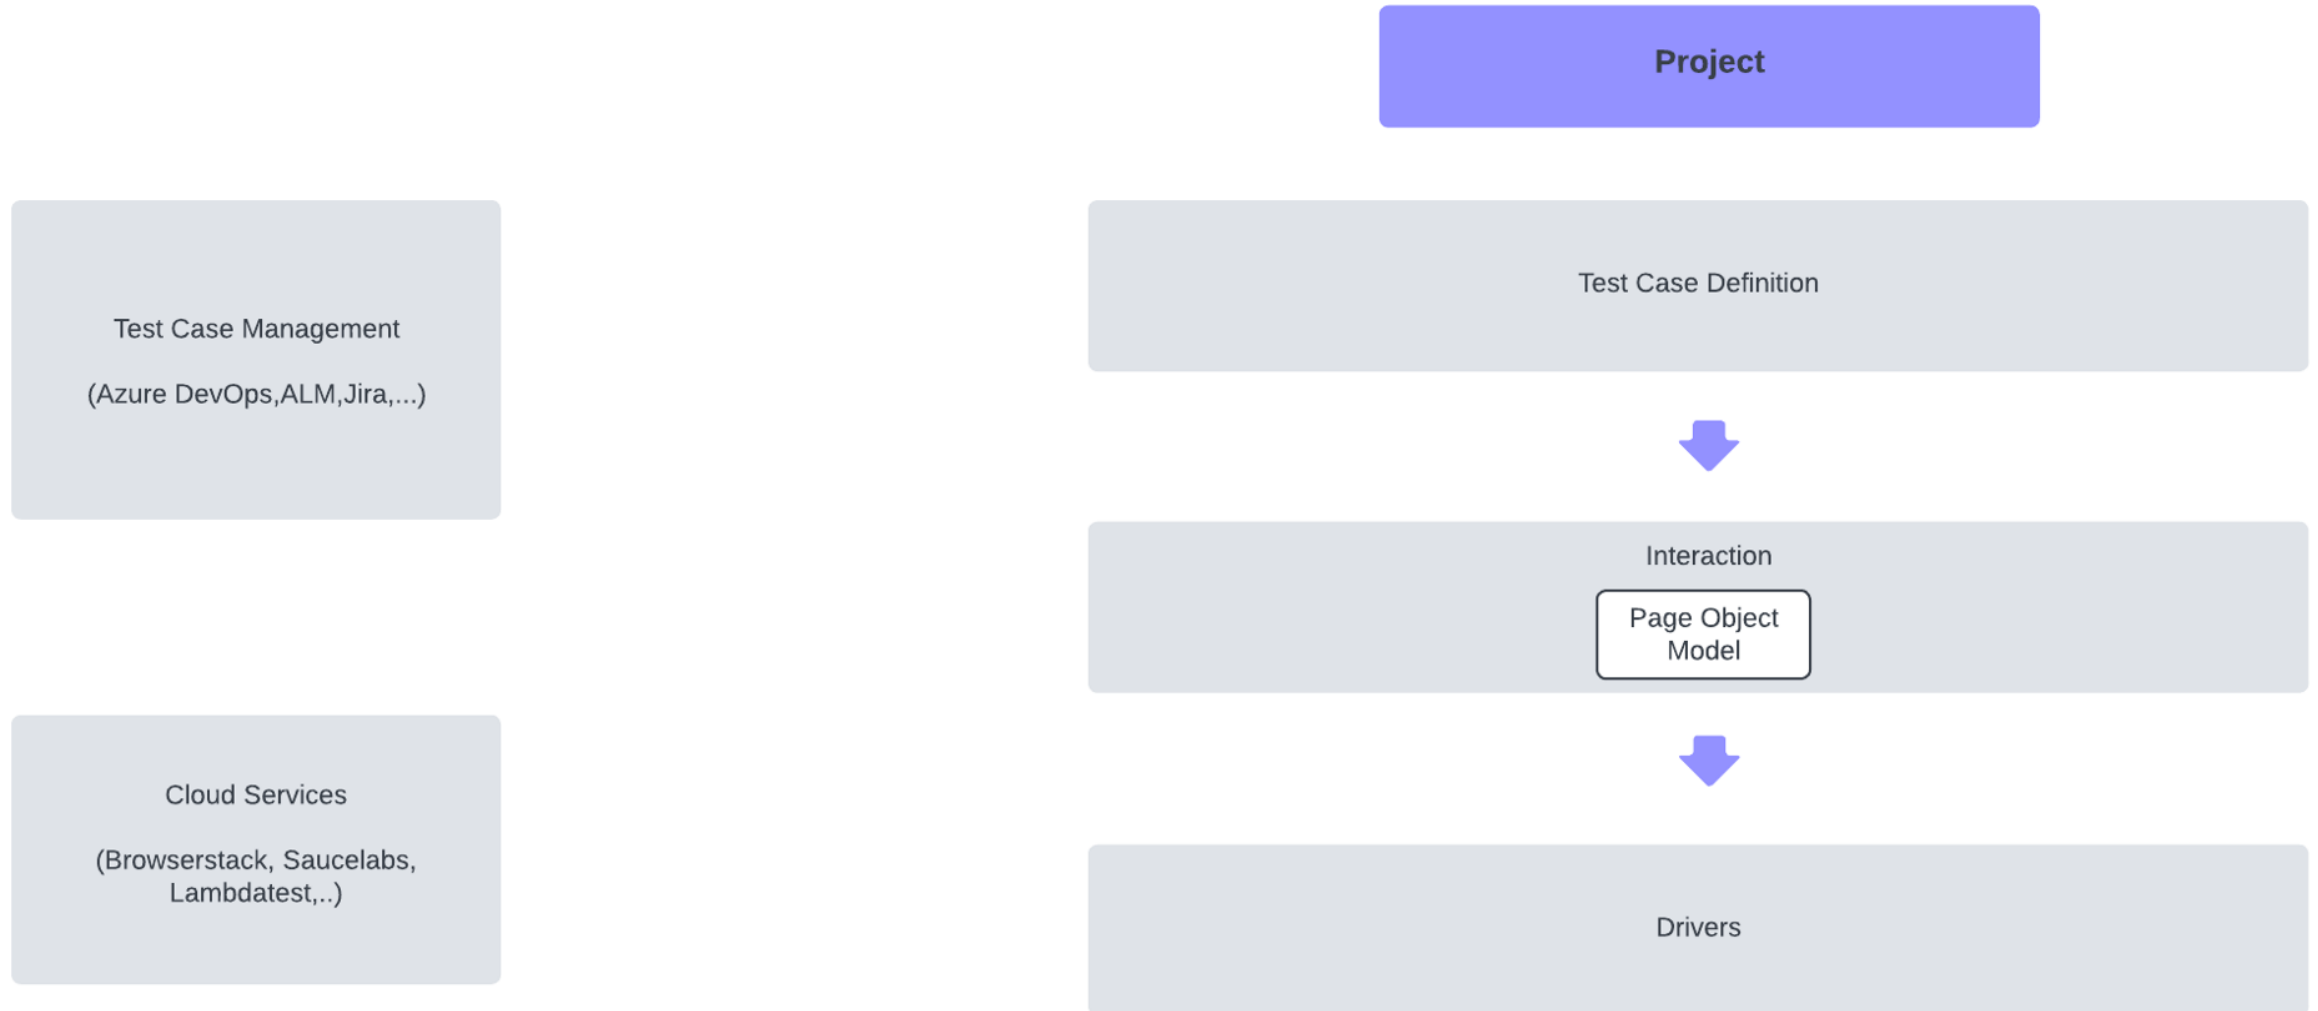 Project
Test Case Management
(Azure DevOps,ALM,Jira,...)
Cloud Services
(Browserstack, Saucelabs,
Lambdatest,..)
Test Case Definition
Interaction
Page Object
Model
Drivers